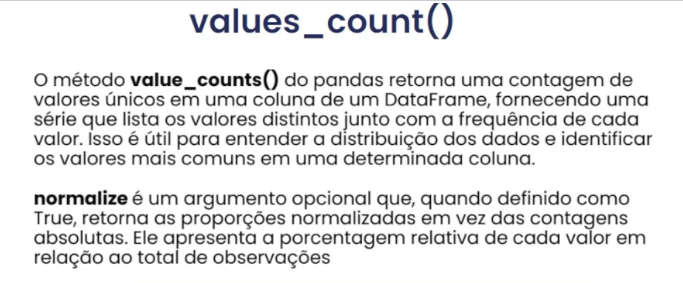 values_count()
O método value_counts() do pandas retorna uma contagem de
valores únicos em uma coluna de um DataFrame, fornecendo uma
série que lista os valores distintos junto com a frequência de cada
valor. Isso é útil para entender a distribuição dos dados e identificar
os valores mais comuns em uma determinada coluna.
normalize é um argumento opcional que, quando definido como
True, retorna as proporções normalizadas em vez das contagens
absolutas. Ele apresenta a porcentagem relativa de cada valor em
relação ao total de observações